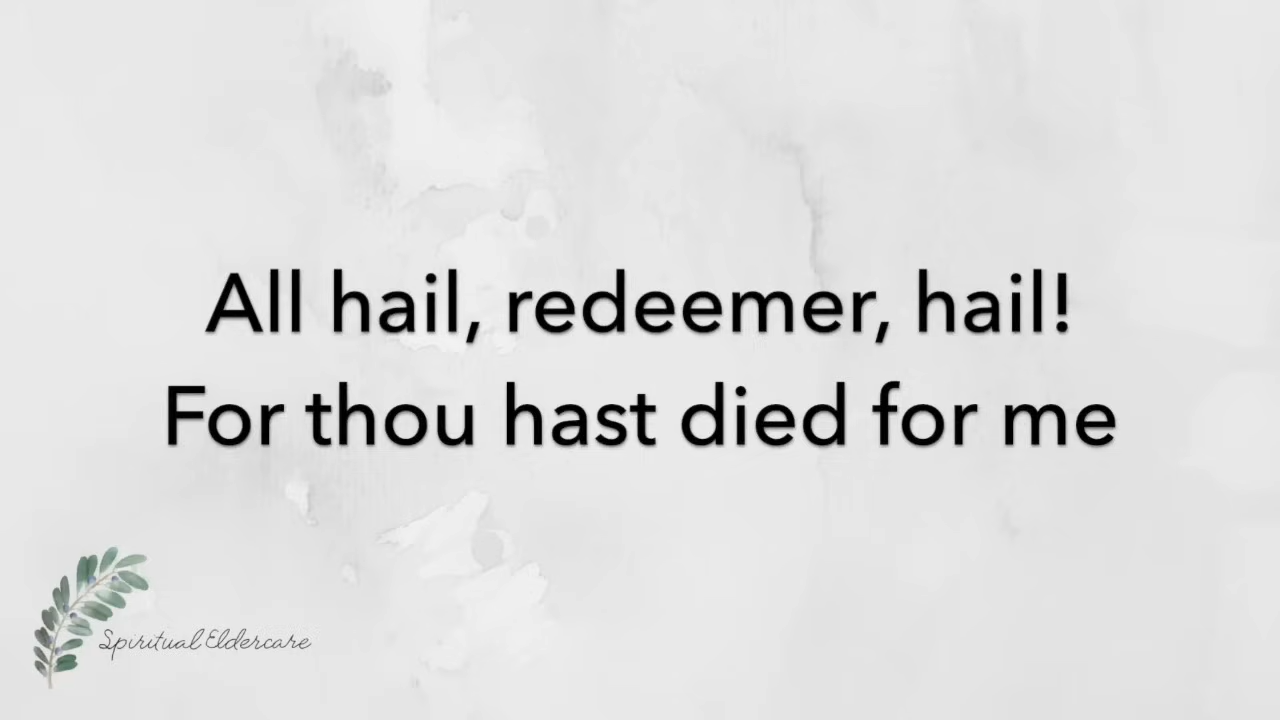 All hail, redeemer, hail!
For thou hast died for me
Spiritual Eldercare